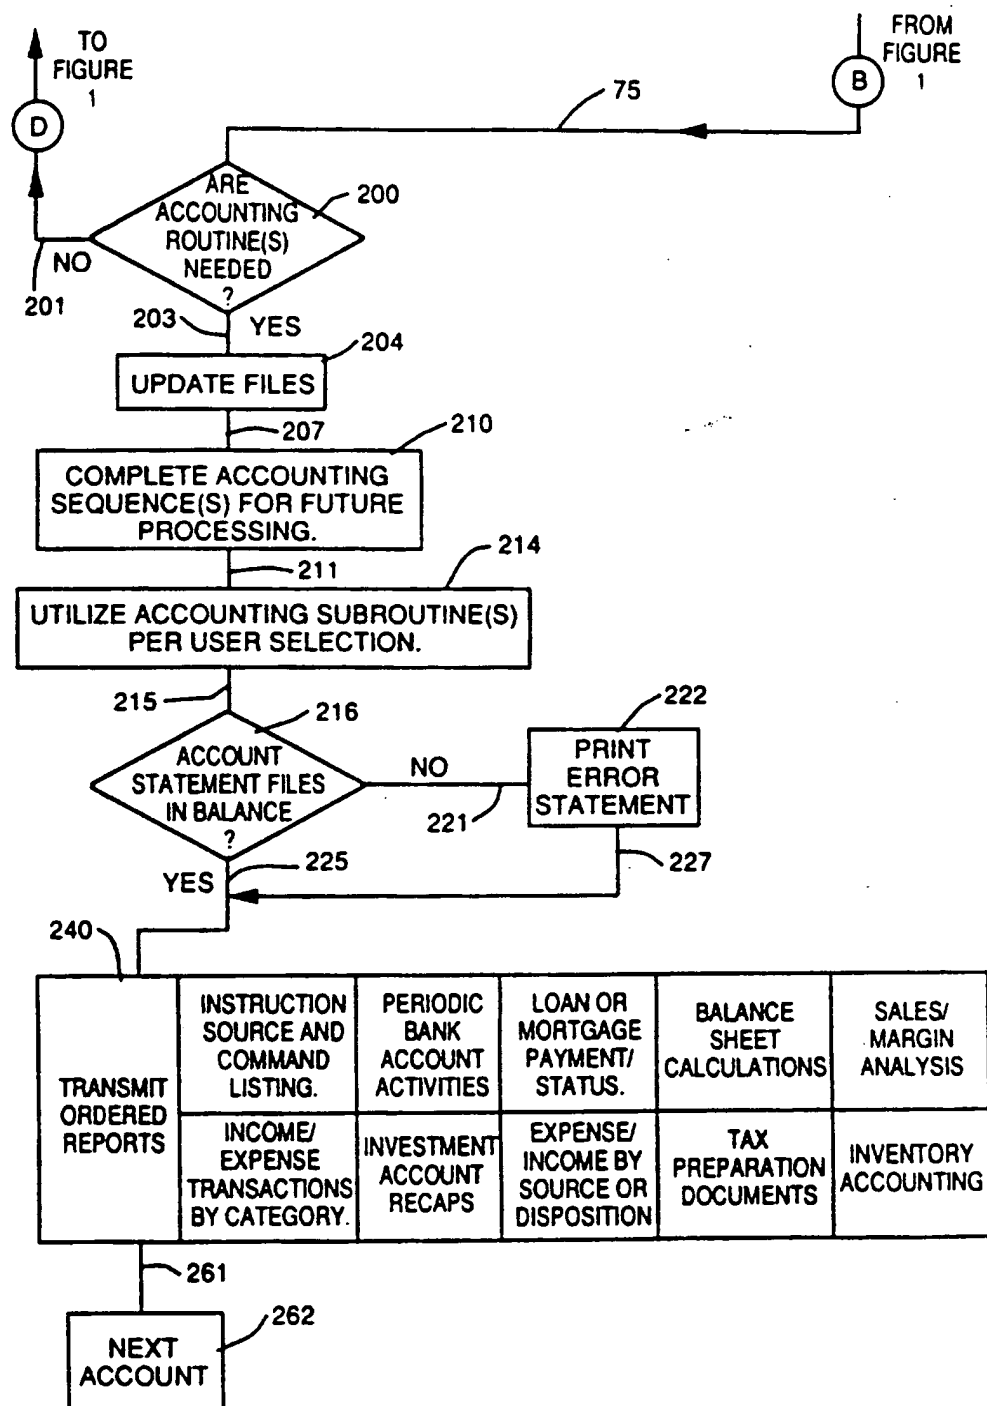 TO
FIGURE
1
D
FROM
FIGURE
1
B
75
ARE
ACCOUNTING
ROUTINE(S)
NEEDED
?
200
NO
201
203
YES
204
UPDATE FILES
207
210
COMPLETE ACCOUNTING
SEQUENCE(S) FOR FUTURE
PROCESSING.
211
214
UTILIZE ACCOUNTING SUBROUTINE(S)
PER USER SELECTION.
215
216
ACCOUNT
STATEMENT FILES
IN BALANCE
?
NO
221
222
PRINT
ERROR
STATEMENT
227
225
YES
240
TRANSMIT
ORDERED
REPORTS
INSTRUCTION
SOURCE AND
COMMAND
LISTING.
PERIODIC
BANK
ACCOUNT
ACTIVITIES
LOAN OR
MORTGAGE
PAYMENT/
STATUS.
BALANCE
SHEET
CALCULATIONS
SALES/
MARGIN
ANALYSIS
INCOME/
EXPENSE
TRANSACTIONS
BY CATEGORY.
INVESTMENT
ACCOUNT
RECAPS
EXPENSE/
INCOME BY
SOURCE OR
DISPOSITION
TAX
PREPARATION
DOCUMENTS
INVENTORY
ACCOUNTING
261
262
NEXT
ACCOUNT